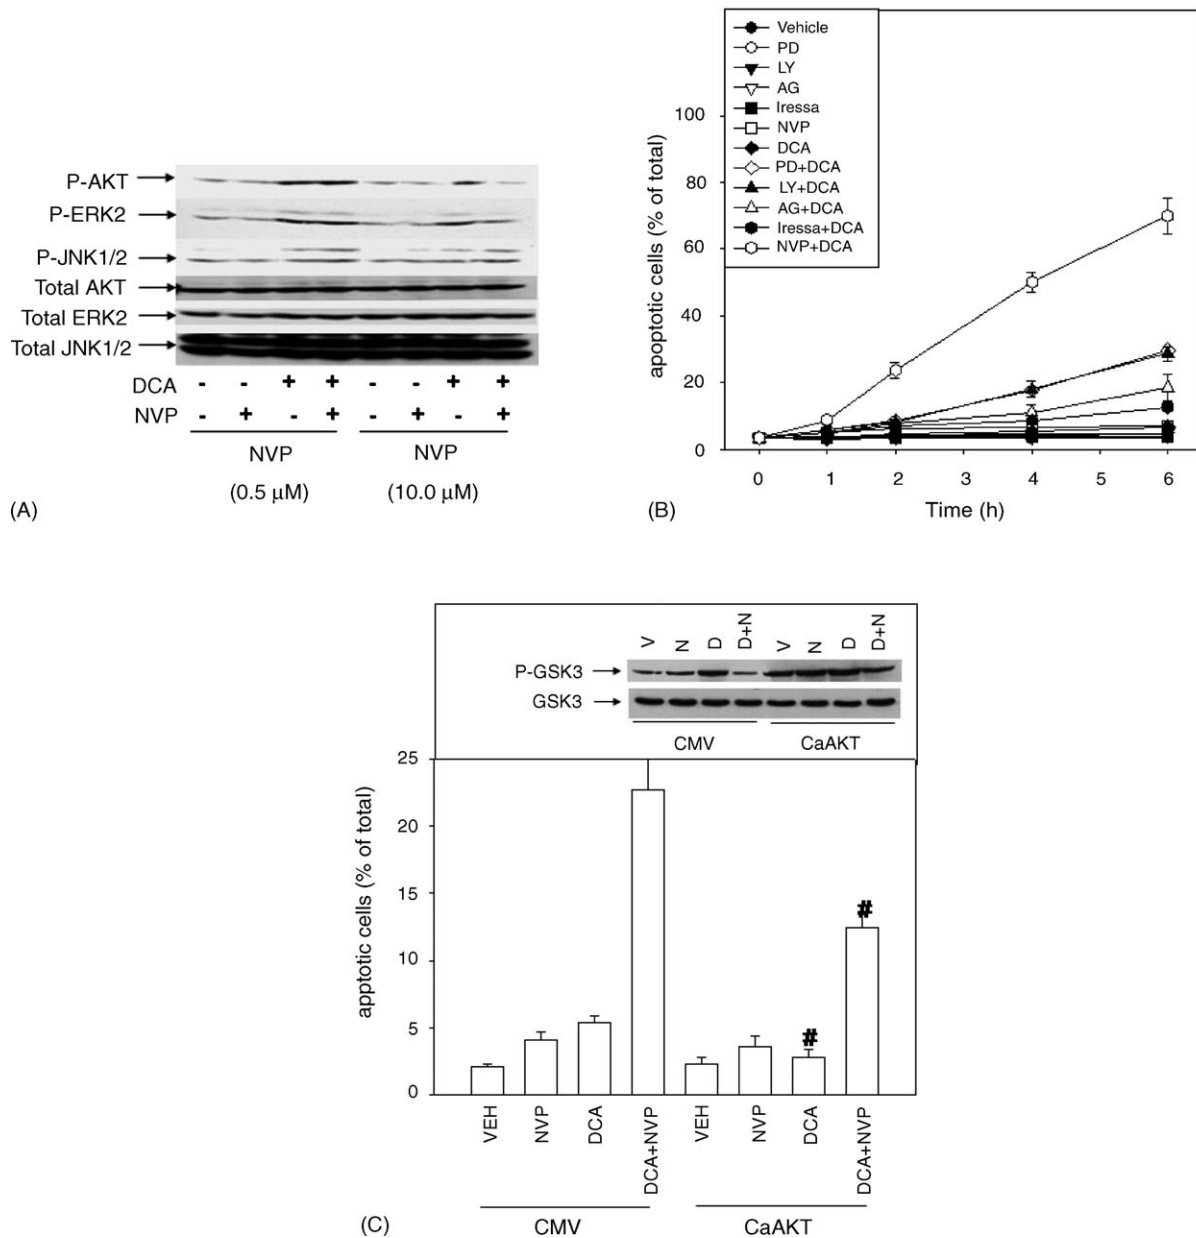 P-AKT
P-ERK2
P-JNK1/2
Total AKT
Total ERK2
Total JNK1/2
DCA - - + + - - + +
NVP - + - + - + - +
NVP NVP
(0.5 µM) (10.0 µM)
(A)
Vehicle
PD
LY
AG
Iressa
NVP
DCA
PD+DCA
LY+DCA
AG+DCA
Iressa+DCA
NVP+DCA
apoptotic cells (% of total)
100
80
60
40
20
0
0 1 2 3 4 5 6
Time (h)
(B)
V N D D+N V N D D+N
P-GSK3
GSK3
CMV CaAKT
apptotic cells (% of total)
25
20
15
10
5
0
# #
VEH NVP DCA DCA+NVP VEH NVP DCA DCA+NVP
CMV CaAKT
(C)